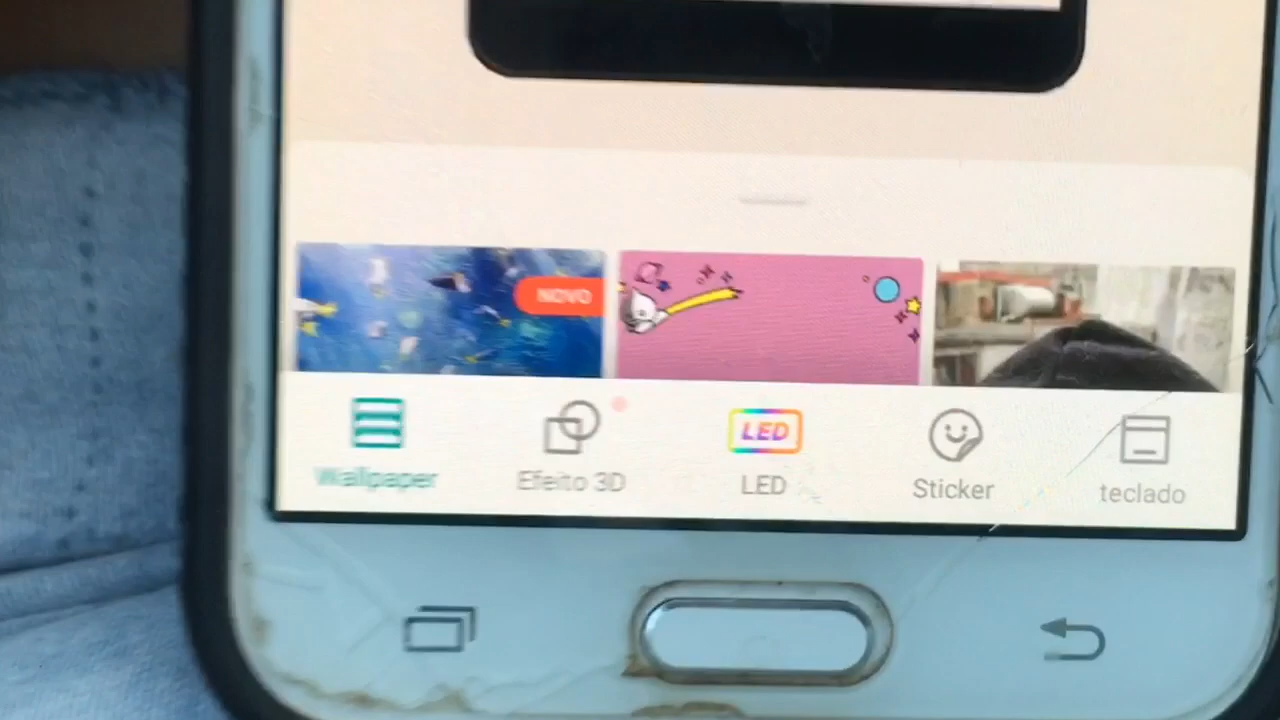 NOVO
Wallpaper
Efeito 3D
LED
LED
Sticker
teclado